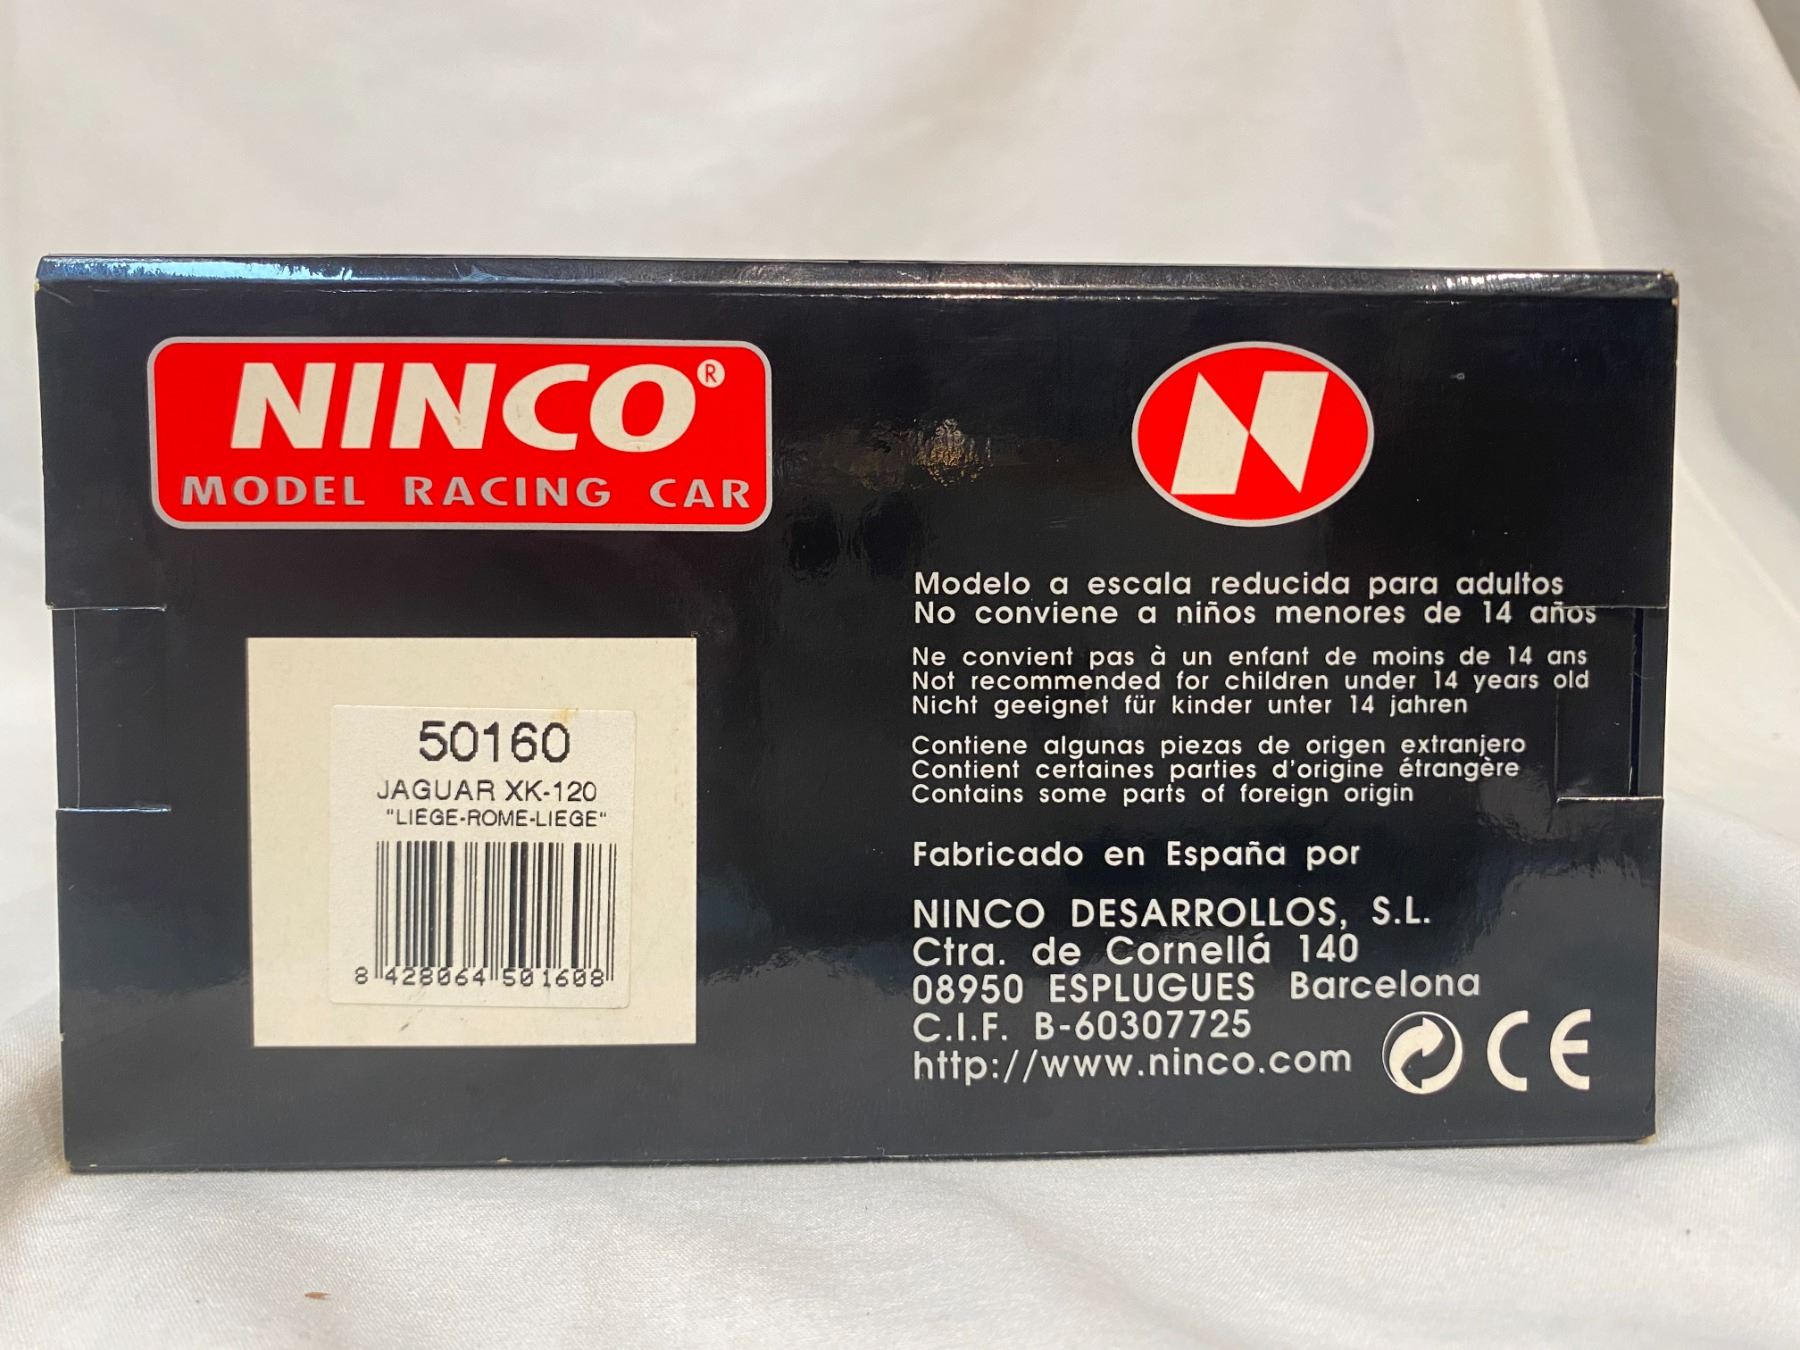 NINCO®
MODEL RACING CAR
N
50160
JAGUAR XK-120
"LIEGE-ROME-LIEGE"
8 428064 501608
Modelo a escala reducida para adultos
No conviene a niños menores de 14 años
Ne convient pas à un enfant de moins de 14 ans
Not recommended for children under 14 years old
Nicht geeignet für kinder unter 14 jahren
Contiene algunas piezas de origen extranjero
Contient certaines parties d'origine étrangère
Contains some parts of foreign origin
Fabricado en España por
NINCO DESARROLLOS, S.L.
Ctra. de Cornellá 140
08950 ESPLUGUES Barcelona
C.I.F. B-60307725
http://www.ninco.com
CE